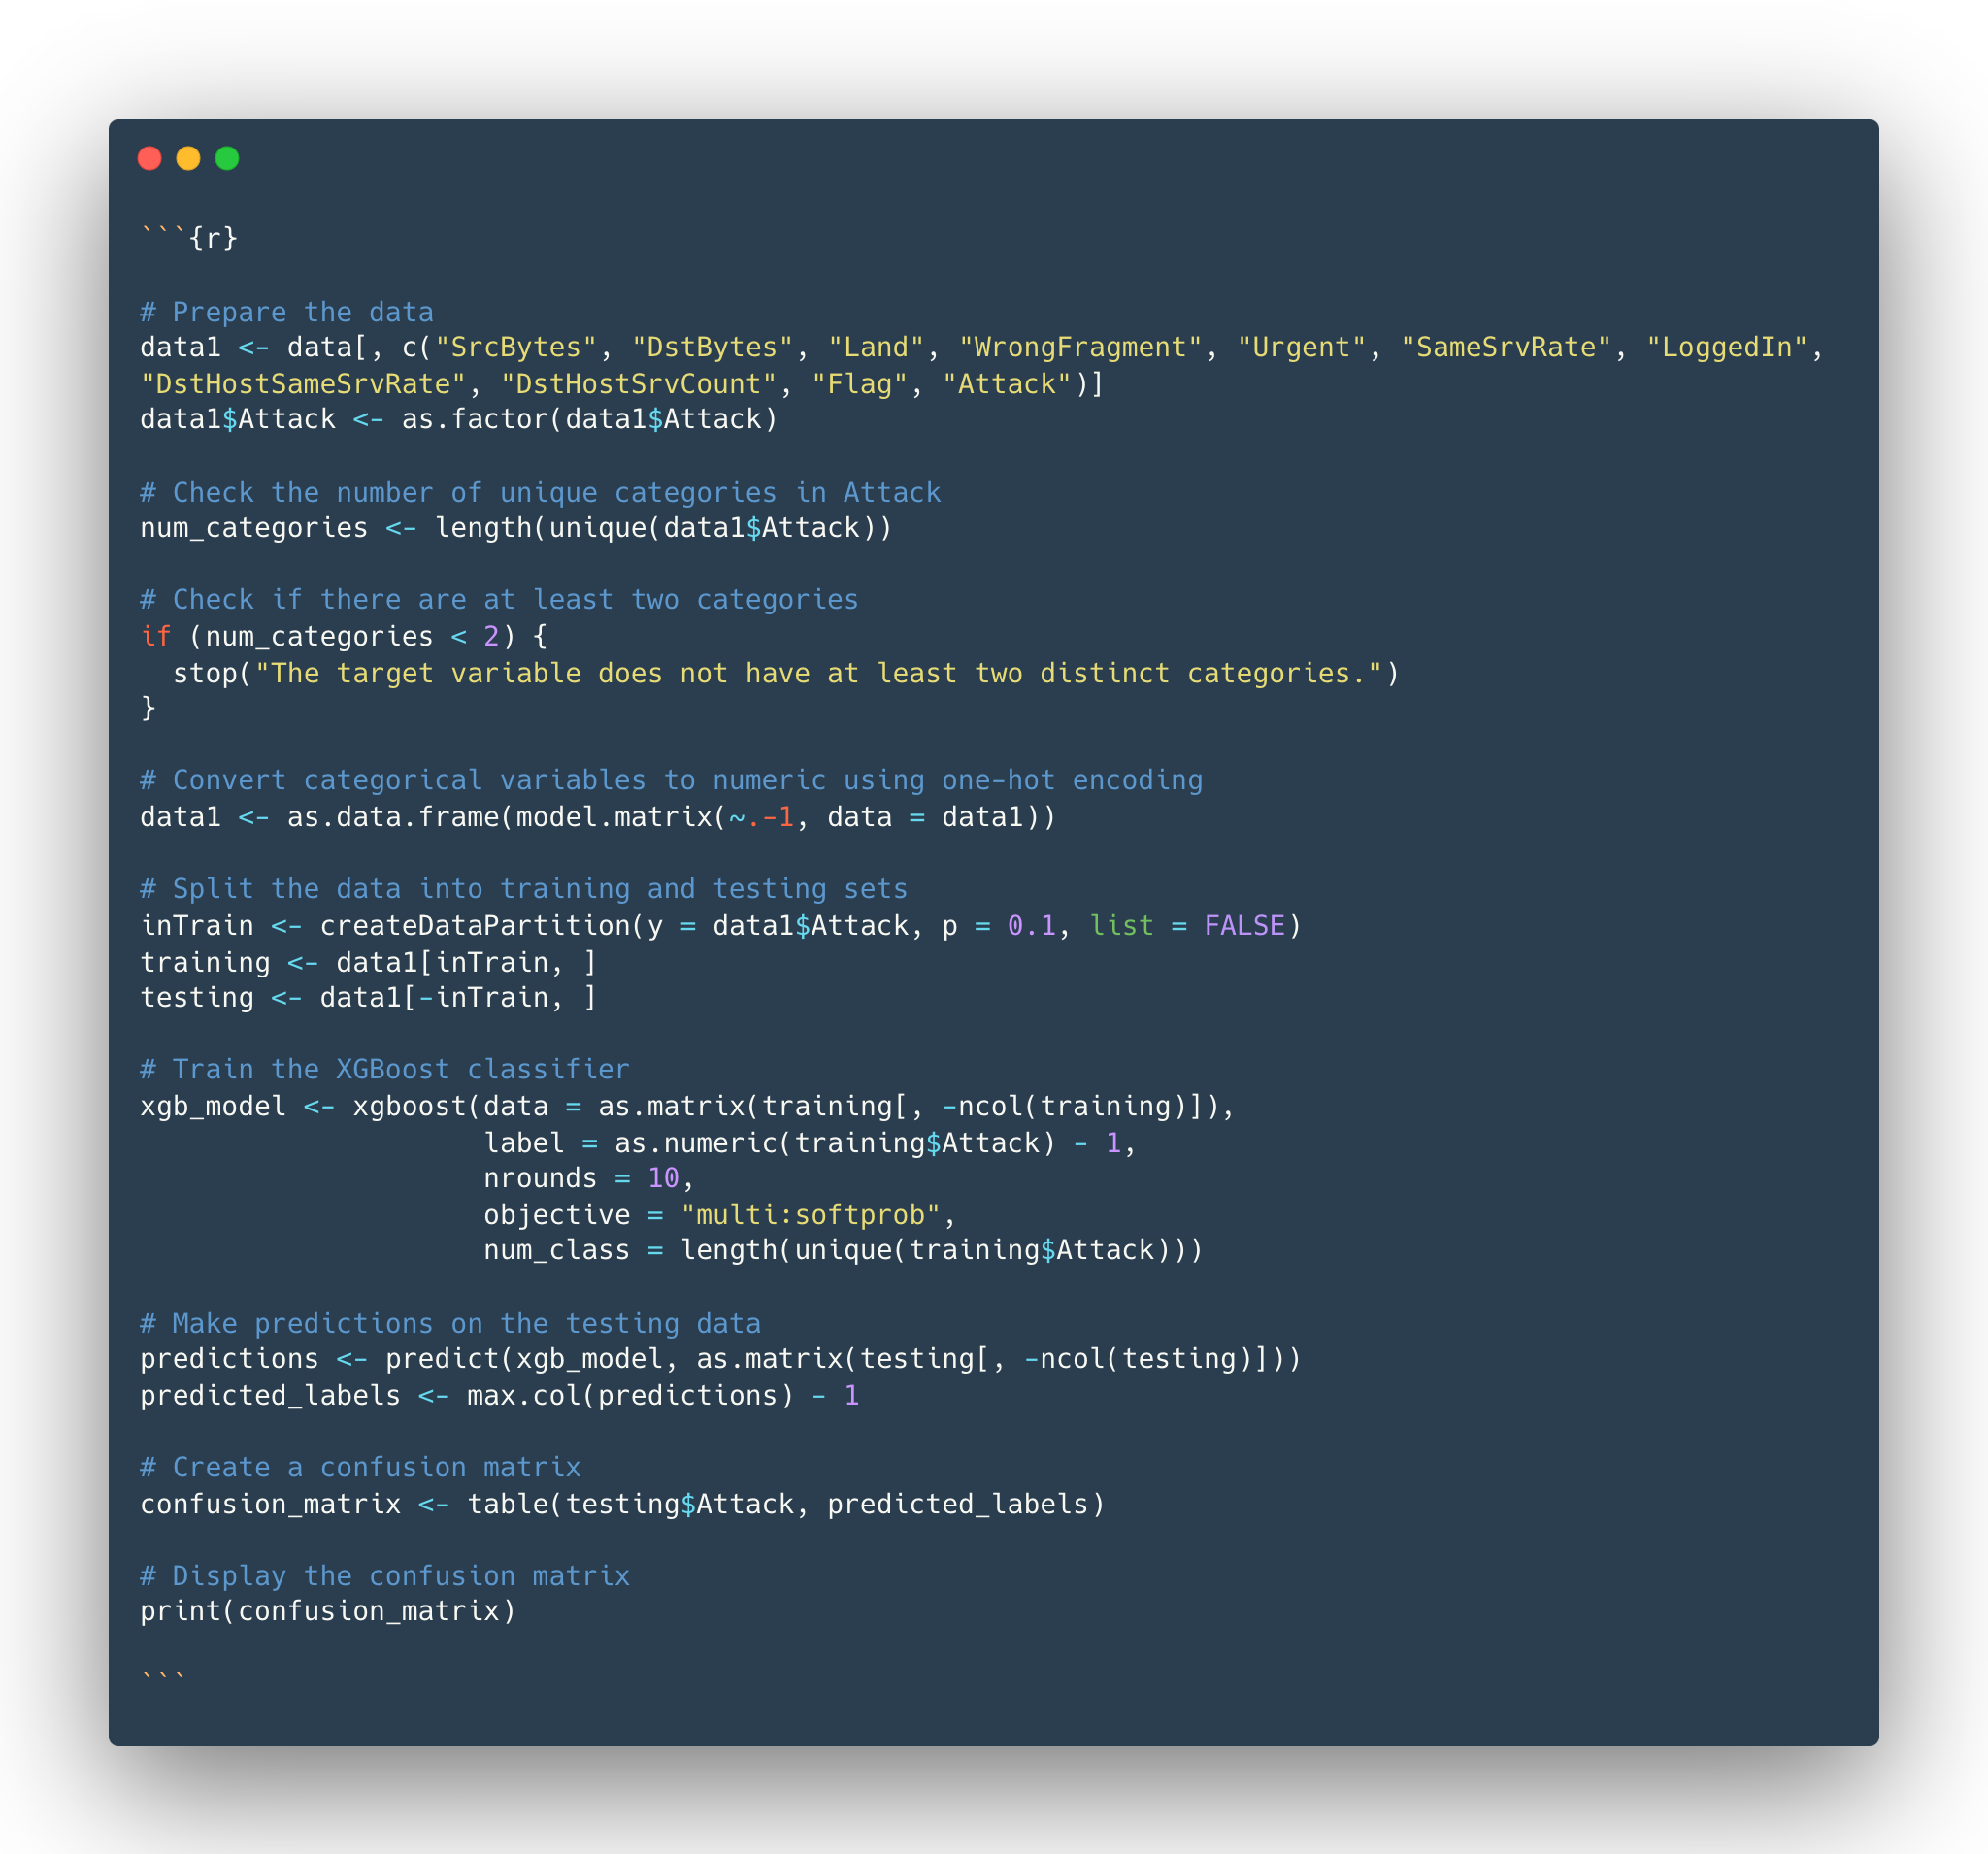 ```{r}
# Prepare the data
data1 <- data[, c("SrcBytes", "DstBytes", "Land", "WrongFragment", "Urgent", "SameSrvRate", "LoggedIn",
"DstHostSameSrvRate", "DstHostSrvCount", "Flag", "Attack")]
data1$Attack <- as.factor(data1$Attack)
# Check the number of unique categories in Attack
num_categories <- length(unique(data1$Attack))
# Check if there are at least two categories
if (num_categories < 2) {
  stop("The target variable does not have at least two distinct categories.")
}
# Convert categorical variables to numeric using one-hot encoding
data1 <- as.data.frame(model.matrix(~.-1, data = data1))
# Split the data into training and testing sets
inTrain <- createDataPartition(y = data1$Attack, p = 0.1, list = FALSE)
training <- data1[inTrain, ]
testing <- data1[-inTrain, ]
# Train the XGBoost classifier
xgb_model <- xgboost(data = as.matrix(training[, -ncol(training)]),
                     label = as.numeric(training$Attack) - 1,
                     nrounds = 10,
                     objective = "multi:softprob",
                     num_class = length(unique(training$Attack)))
# Make predictions on the testing data
predictions <- predict(xgb_model, as.matrix(testing[, -ncol(testing)]))
predicted_labels <- max.col(predictions) - 1
# Create a confusion matrix
confusion_matrix <- table(testing$Attack, predicted_labels)
# Display the confusion matrix
print(confusion_matrix)
```